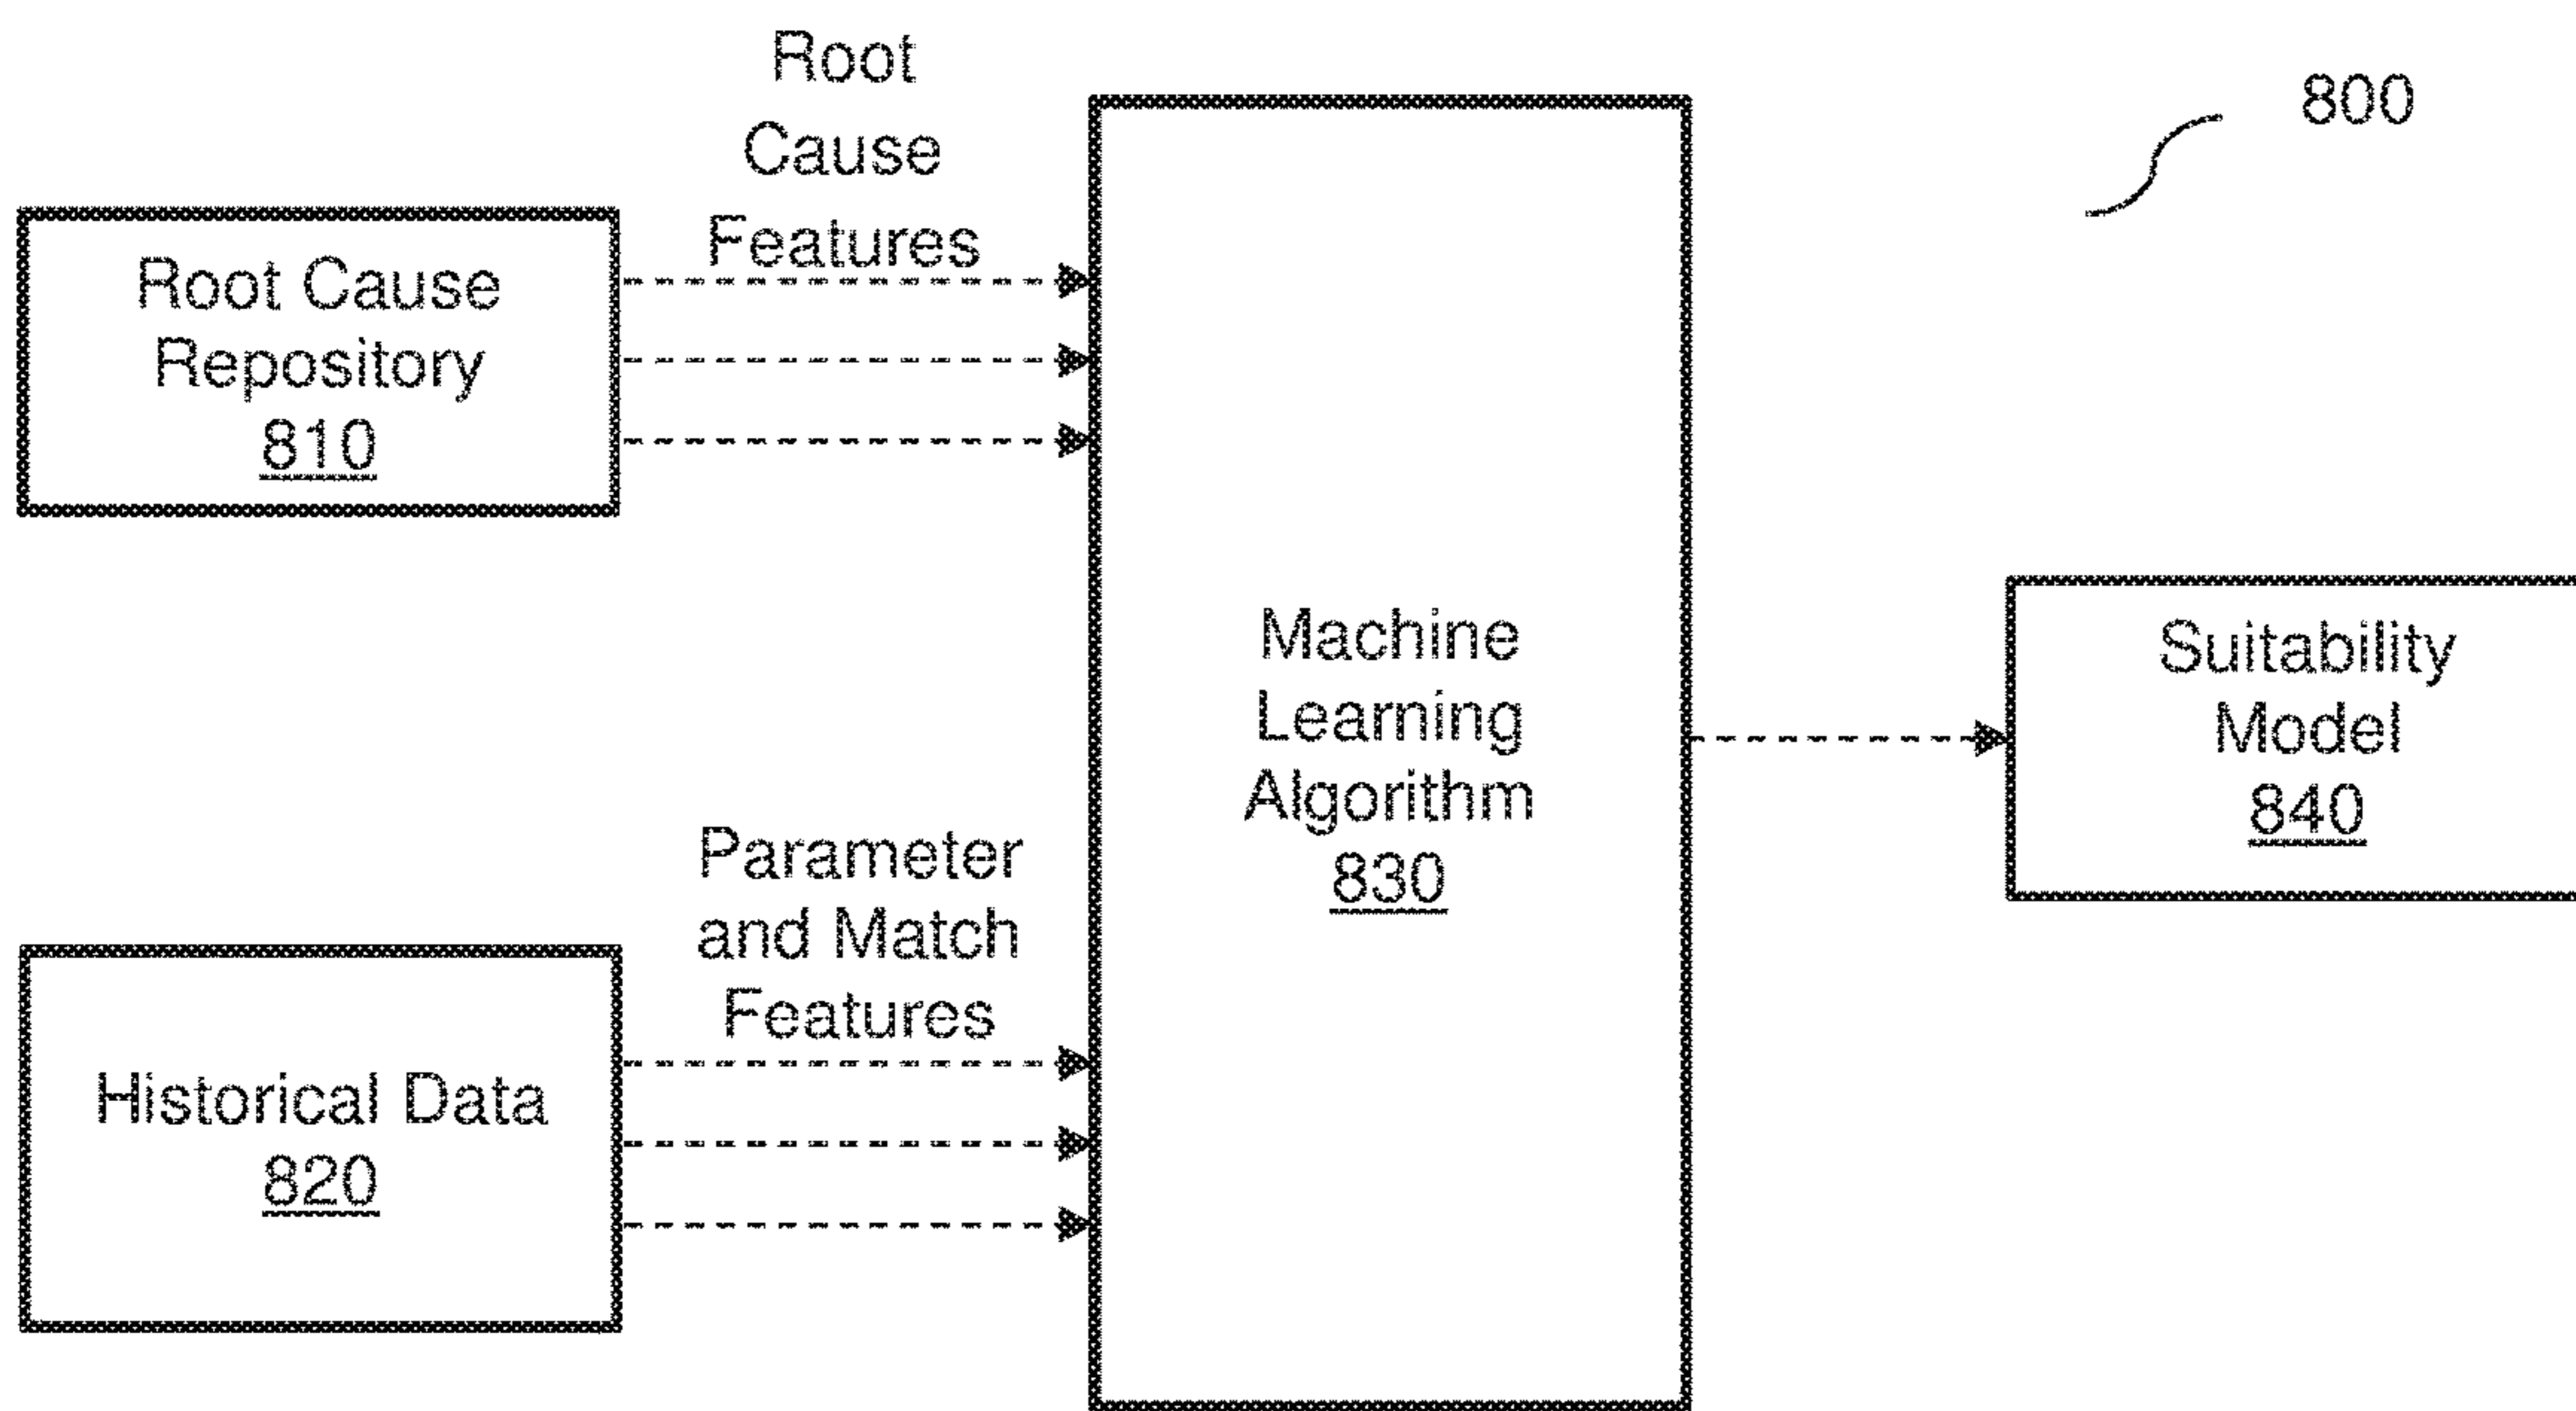 Root
Cause
Features
800
Root Cause
Repository
810
Machine
Learning
Algorithm
830
Suitability
Model
840
Parameter
and Match
Features
Historical Data
820